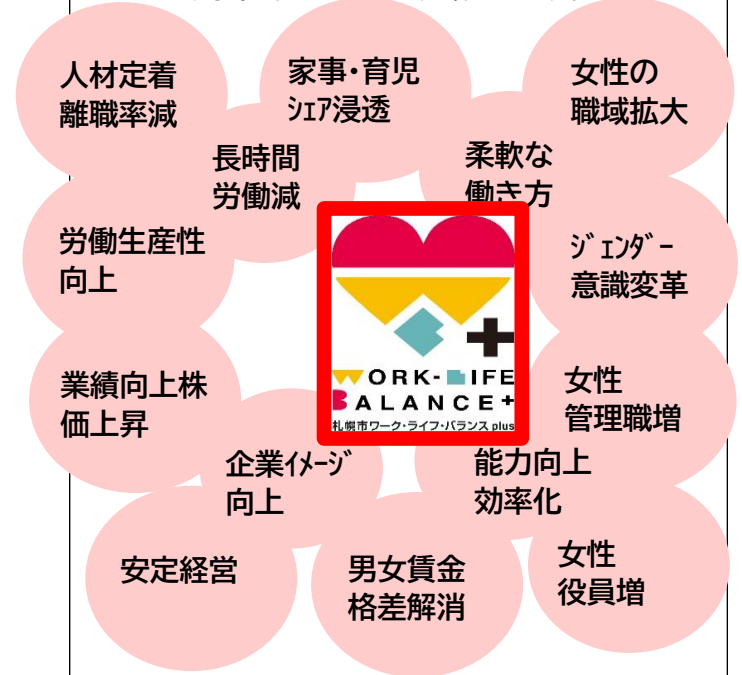 人材定着
離職率減
家事・育児
ｼｪｱ浸透
女性の
職域拡大
長時間
労働減
柔軟な
働き方
労働生産性
向上
ｼﾞｪﾝﾀﾞｰ
意識変革
WORK-LIFE
BALANCE+
札幌市ワーク・ライフ・バランス plus
業績向上株
価上昇
女性
管理職増
企業ｲﾒｰｼﾞ
向上
能力向上
効率化
安定経営
男女賃金
格差解消
女性
役員増